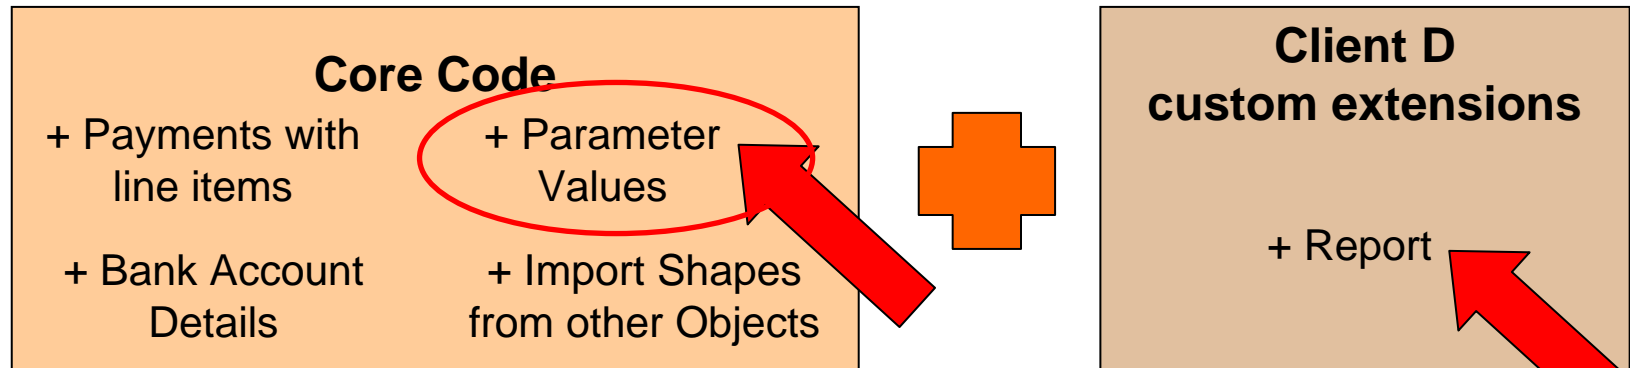 Core Code
+ Payments with
line items
+ Parameter
Values
+ Bank Account
Details
+ Import Shapes
from other Objects
Client D
custom extensions
+ Report